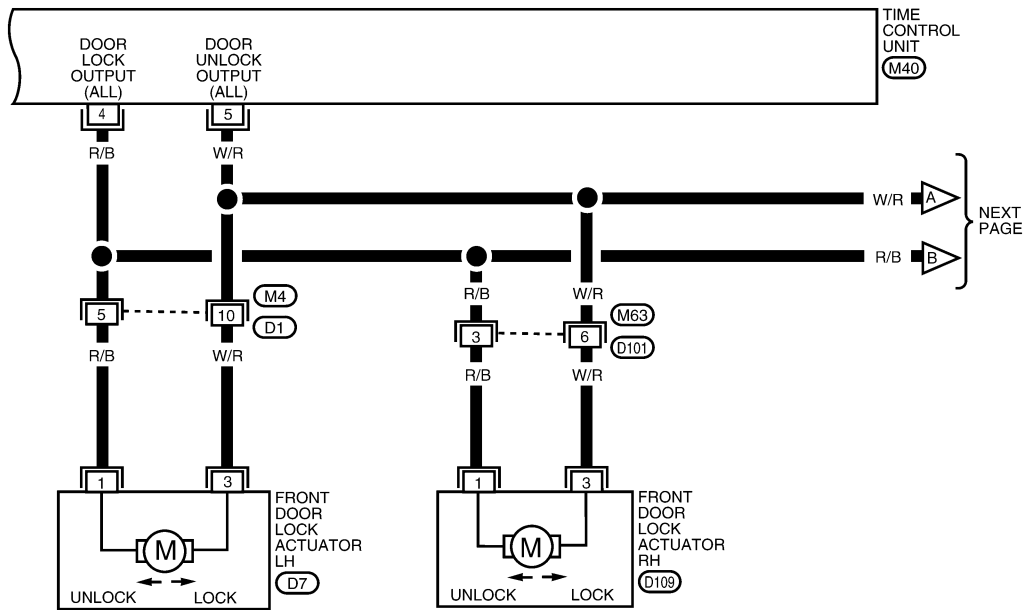 TIME
CONTROL
UNIT
M40
DOOR
LOCK
OUTPUT
(ALL)
DOOR
UNLOCK
OUTPUT
(ALL)
4
5
R/B
W/R
W/R
A
R/B
B
NEXT
PAGE
R/B
W/R
5
10
M4
D1
3
6
M63
D101
R/B
W/R
R/B
W/R
1
3
1
3
FRONT
DOOR
LOCK
ACTUATOR
LH
D7
M
UNLOCK
LOCK
FRONT
DOOR
LOCK
ACTUATOR
RH
D109
M
UNLOCK
LOCK